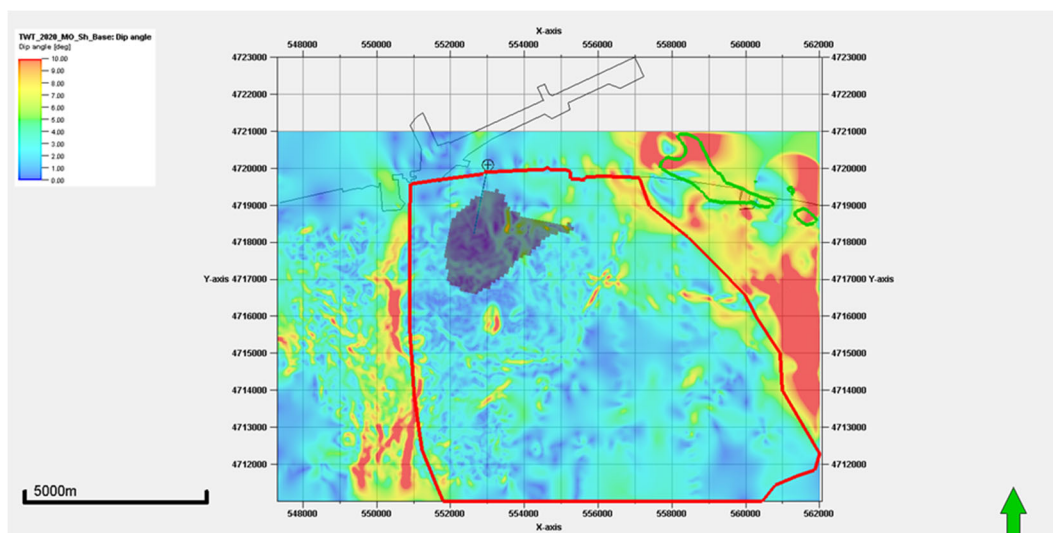 X-axis
548000 550000 552000 554000 556000 558000 560000 562000
TWT_2020_MO_Sh_Base: Dip angle
Dip angle [deg]
10.00
9.00
8.00
7.00
6.00
5.00
4.00
3.00
2.00
1.00
0.00
4723000 4723000
4722000 4722000
4721000 4721000
4720000 4720000
4719000 4719000
4718000 4718000
Y-axis 4717000 4717000 Y-axis
4716000 4716000
4715000 4715000
4714000 4714000
4713000 4713000
4712000 4712000
5000m
548000 550000 552000 554000 556000 558000 560000 562000
X-axis